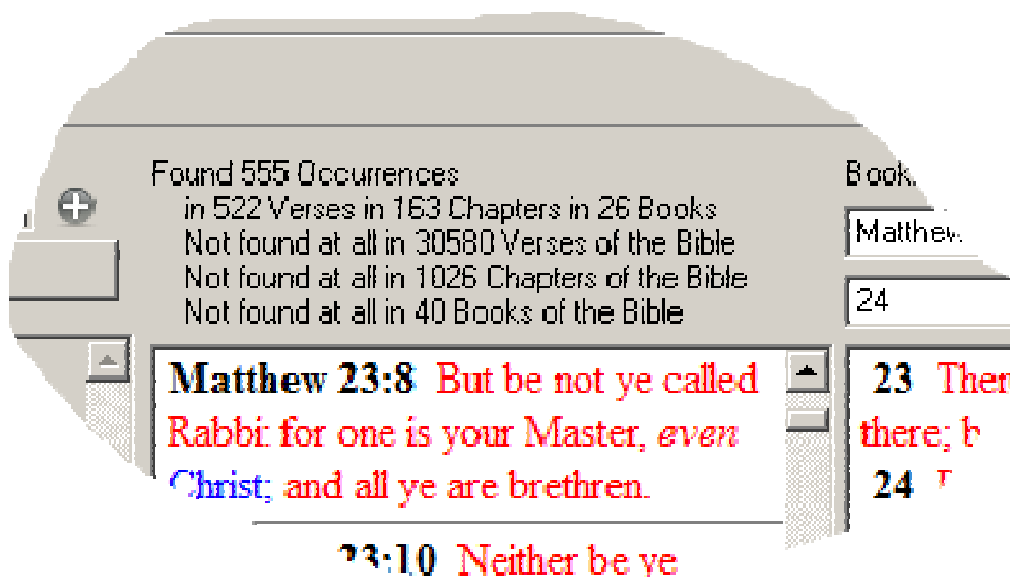 Found 555 Occurrences
in 522 Verses in 163 Chapters in 26 Books
Not found at all in 30580 Verses of the Bible
Not found at all in 1026 Chapters of the Bible
Not found at all in 40 Books of the Bible
Matthew 23:8 But be not ye called
Rabbi: for one is your Master, even
Christ; and all ye are brethren.
23:10 Neither be ye
Book
Matthew
24
23 Ther
there; b
24